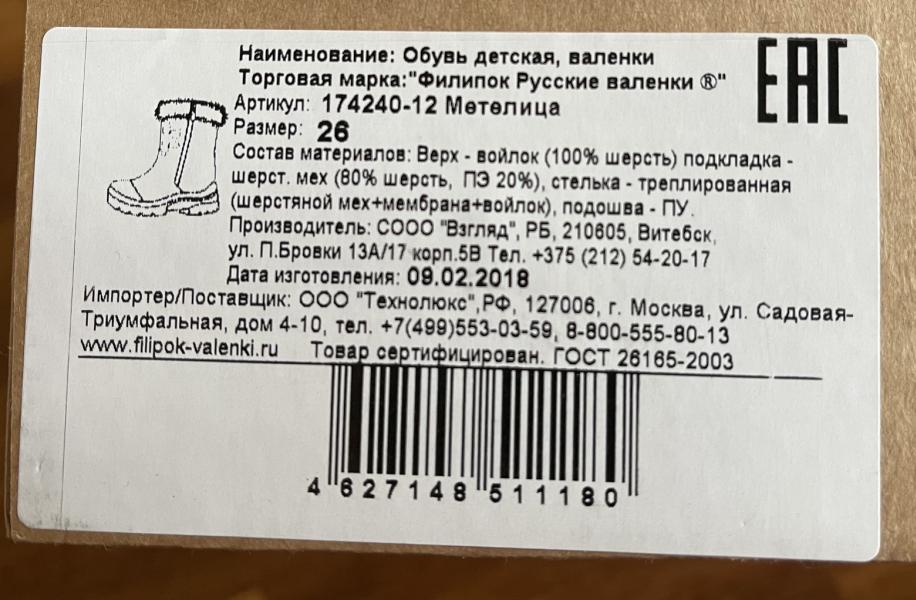 Наименование: Обувь детская, валенки
Торговая марка:"Филипок Русские валенки ®"
Артикул: 174240-12 Метелица
Размер: 26
Состав материалов: Верх - войлок (100% шерсть) подкладка -
шерст. мех (80% шерсть, ПЭ 20%), стелька - треплированная
(шерстяной мех+мембрана+войлок), подошва - ПУ.
Производитель: СООО "Взгляд", РБ, 210605, Витебск,
ул. П.Бровки 13А/17 корп.5В Тел. +375 (212) 54-20-17
Дата изготовления: 09.02.2018
Импортер/Поставщик: ООО "Технолюкс",РФ, 127006, г. Москва, ул. Садовая-
Триумфальная, дом 4-10, тел. +7(499)553-03-59, 8-800-555-80-13
www.filipok-valenki.ru Товар сертифицирован. ГОСТ 26165-2003
EAC
4 627148 511180